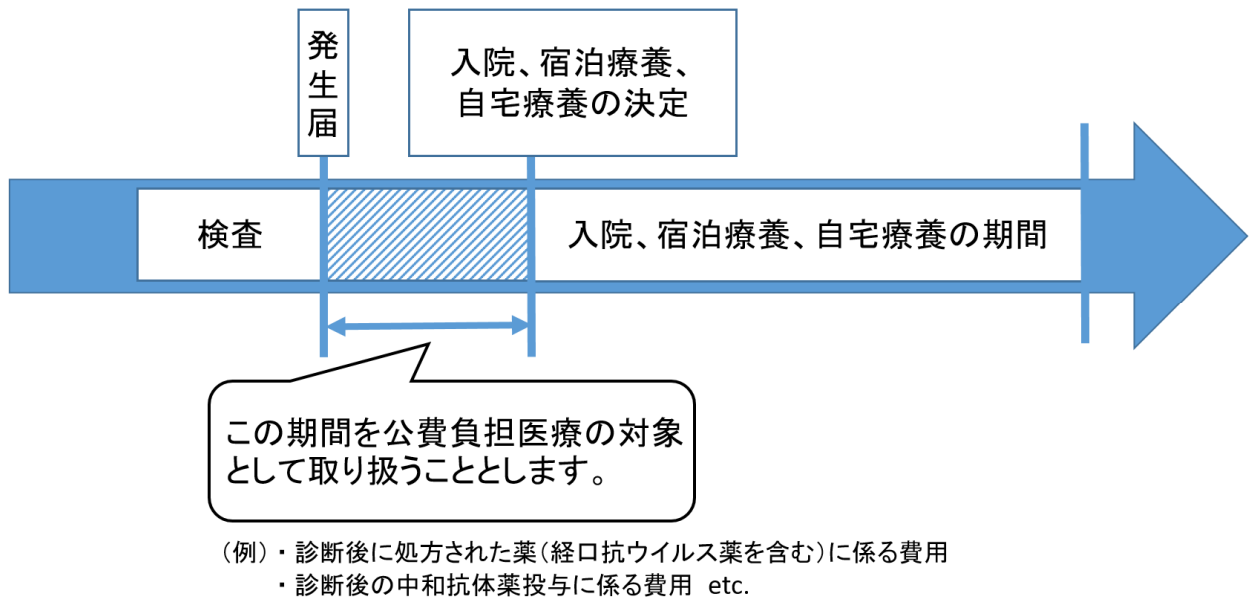 発生届
入院、宿泊療養、
自宅療養の決定
検査
入院、宿泊療養、自宅療養の期間
この期間を公費負担医療の対象
として取り扱うこととします。
（例）・診断後に処方された薬（経口抗ウイルス薬を含む）に係る費用
・診断後の中和抗体薬投与に係る費用 etc.